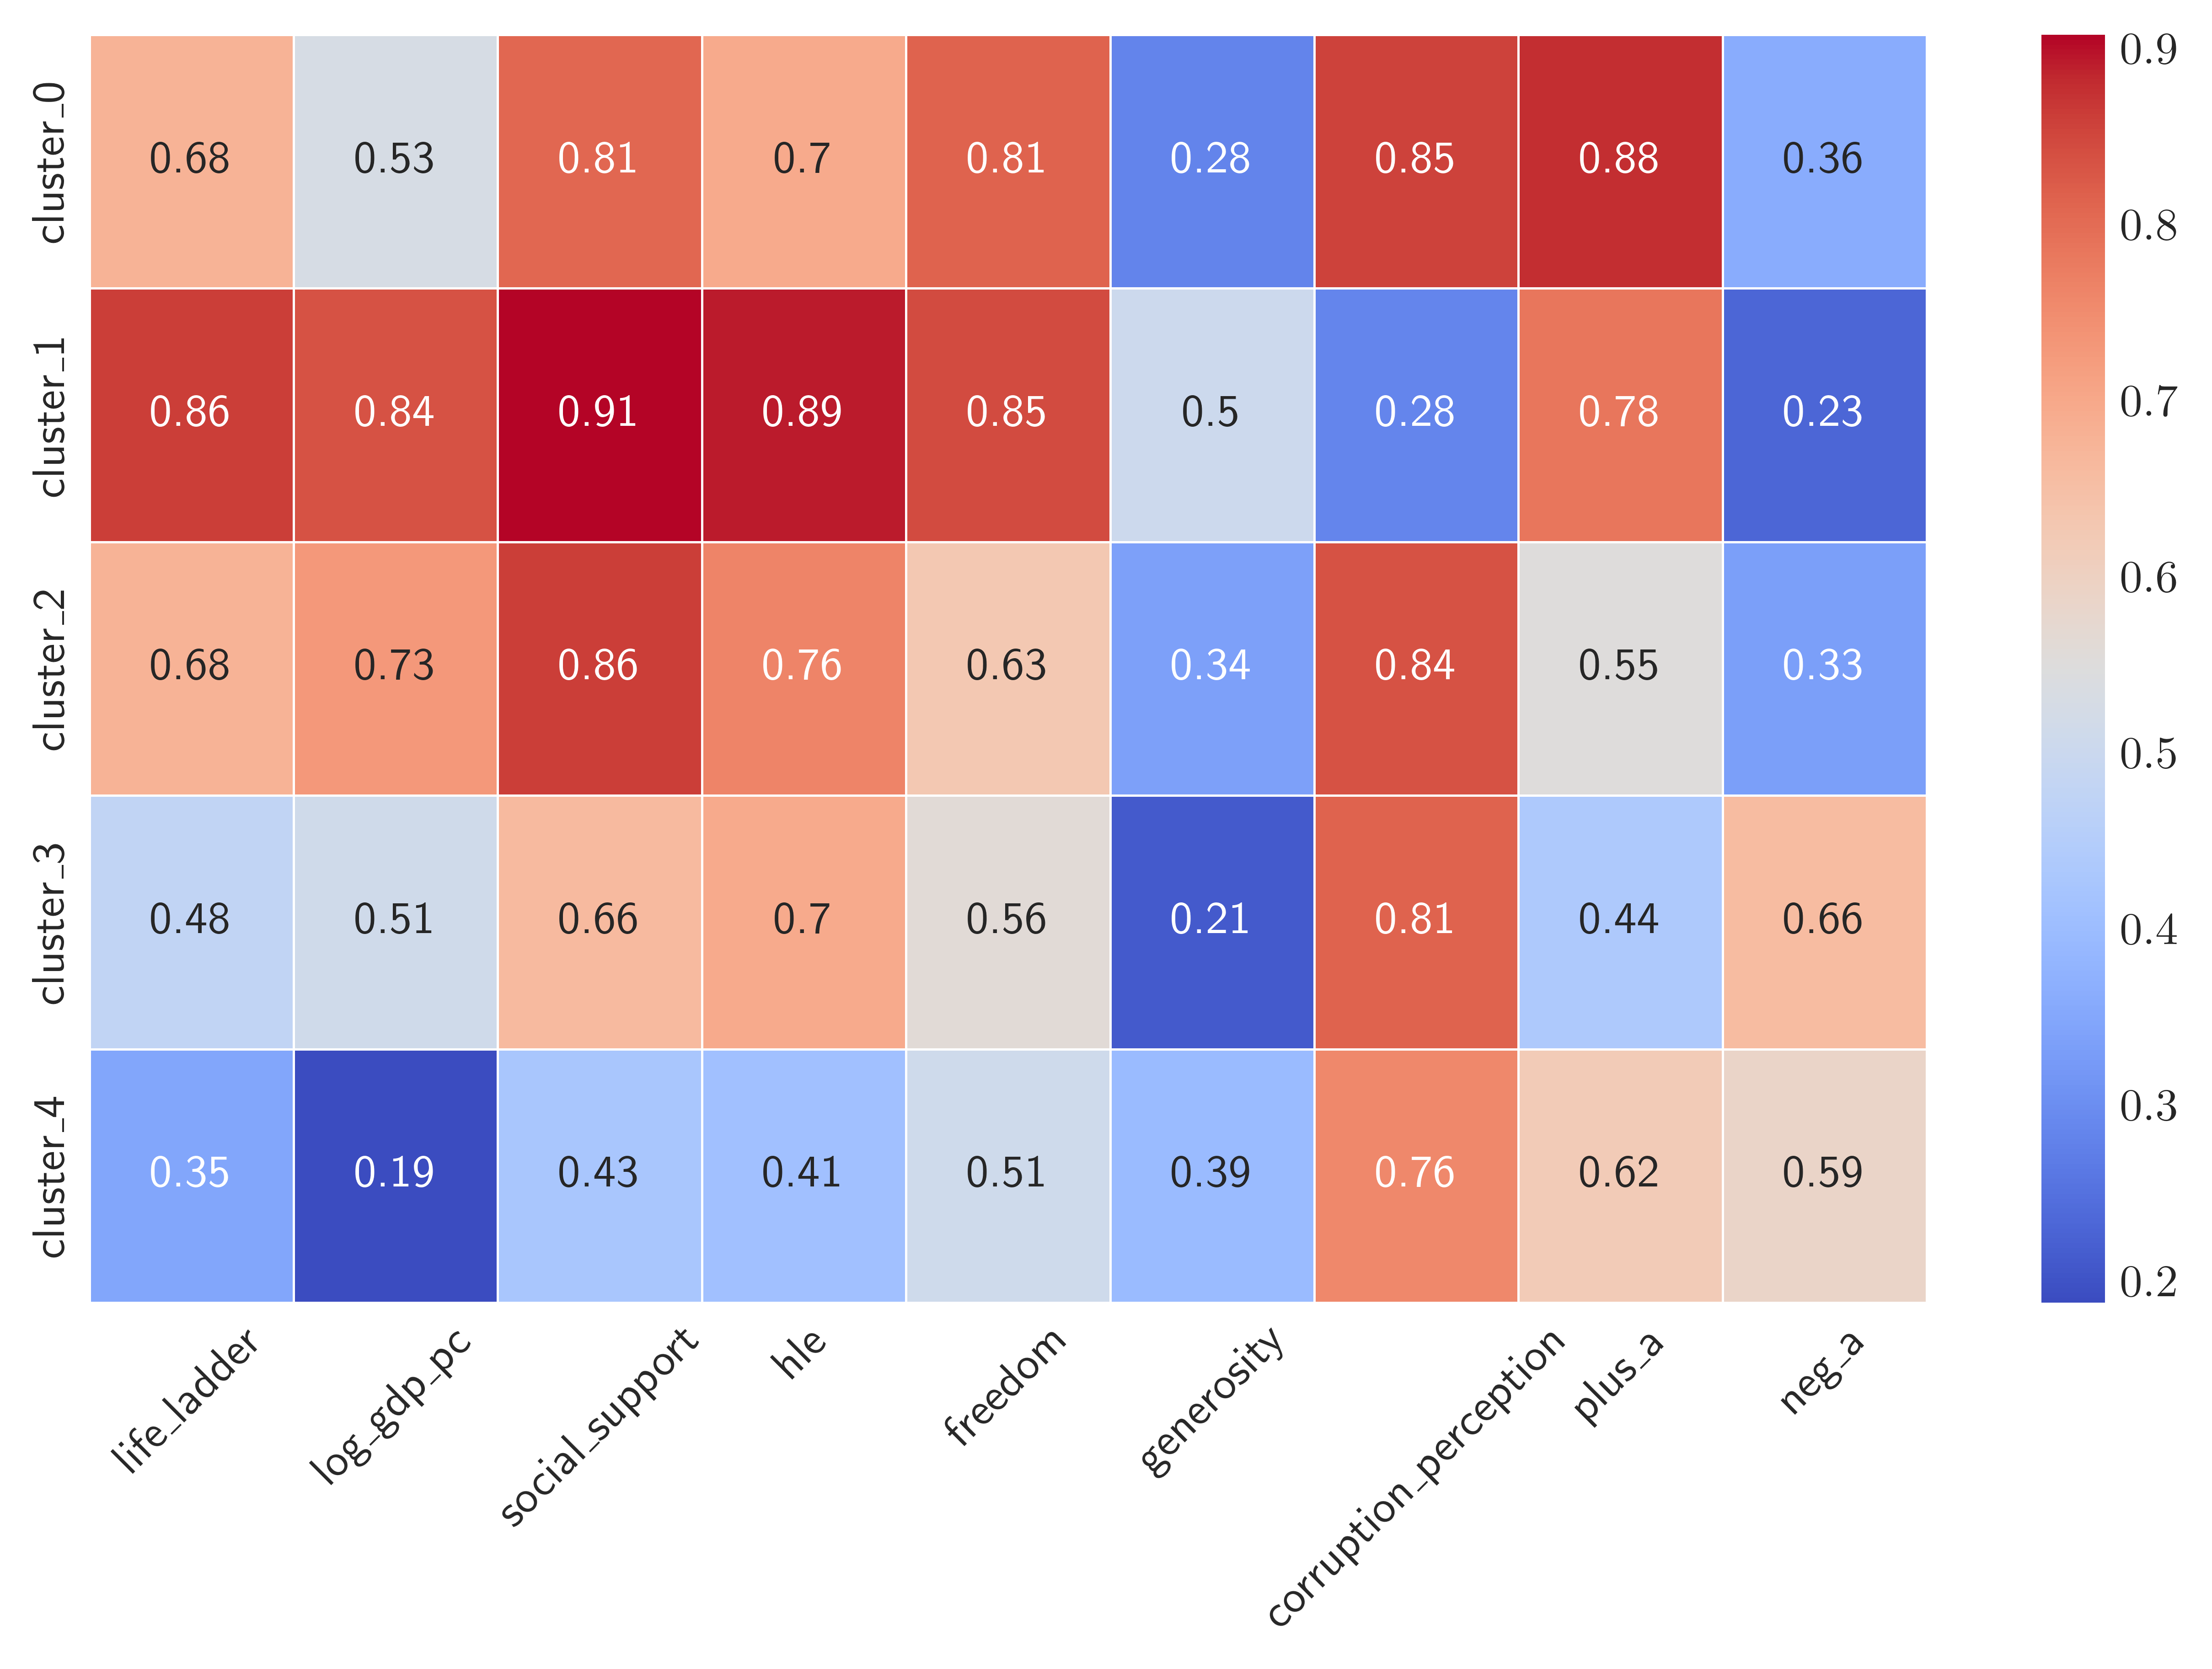 cluster_0 0.68 0.53 0.81 0.7 0.81 0.28 0.85 0.88 0.36
cluster_1 0.86 0.84 0.91 0.89 0.85 0.5 0.28 0.78 0.23
cluster_2 0.68 0.73 0.86 0.76 0.63 0.34 0.84 0.55 0.33
cluster_3 0.48 0.51 0.66 0.7 0.56 0.21 0.81 0.44 0.66
cluster_4 0.35 0.19 0.43 0.41 0.51 0.39 0.76 0.62 0.59
life_ladder
log_gdp_pc
social_support
hle
freedom
generosity
corruption_perception
plus_a
neg_a
0.9
0.8
0.7
0.6
0.5
0.4
0.3
0.2